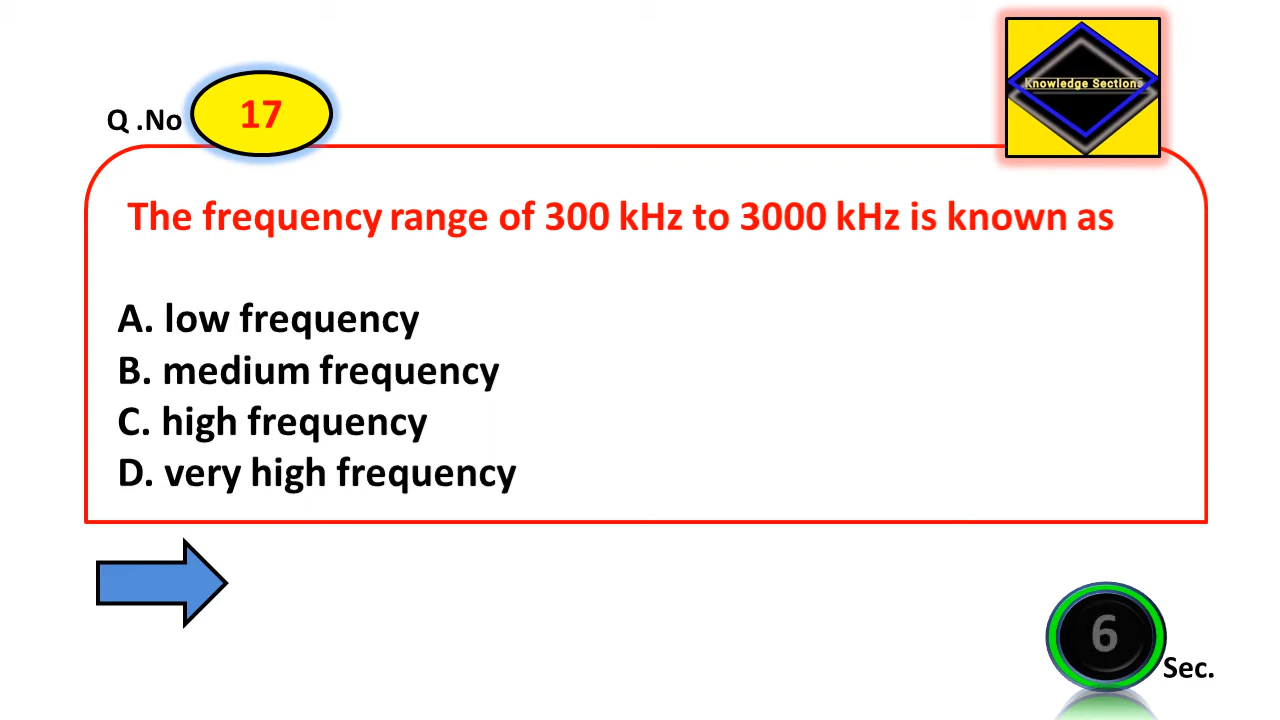 Knowledge Sections
Q .No 17
The frequency range of 300 kHz to 3000 kHz is known as
A. low frequency
B. medium frequency
C. high frequency
D. very high frequency
6
Sec.